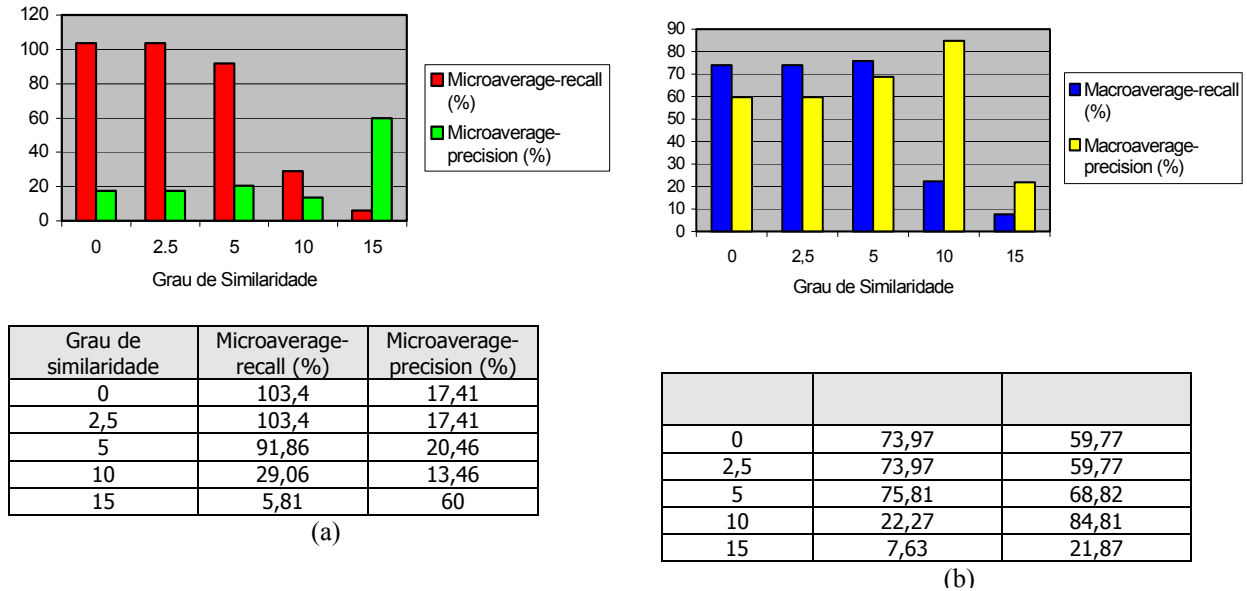 120
100
80
60
40
20
0
0 2.5 5 10 15
Grau de Similaridade
Microaverage-recall
(%)
Microaverage-
precision (%)
Grau de similaridade Microaverage-recall (%) Microaverage-precision (%)
0 103,4 17,41
2,5 103,4 17,41
5 91,86 20,46
10 29,06 13,46
15 5,81 60
(a)
90
80
70
60
50
40
30
20
10
0
0 2,5 5 10 15
Grau de Similaridade
Macroaverage-recall
(%)
Macroaverage-
precision (%)
0 73,97 59,77
2,5 73,97 59,77
5 75,81 68,82
10 22,27 84,81
15 7,63 21,87
(b)